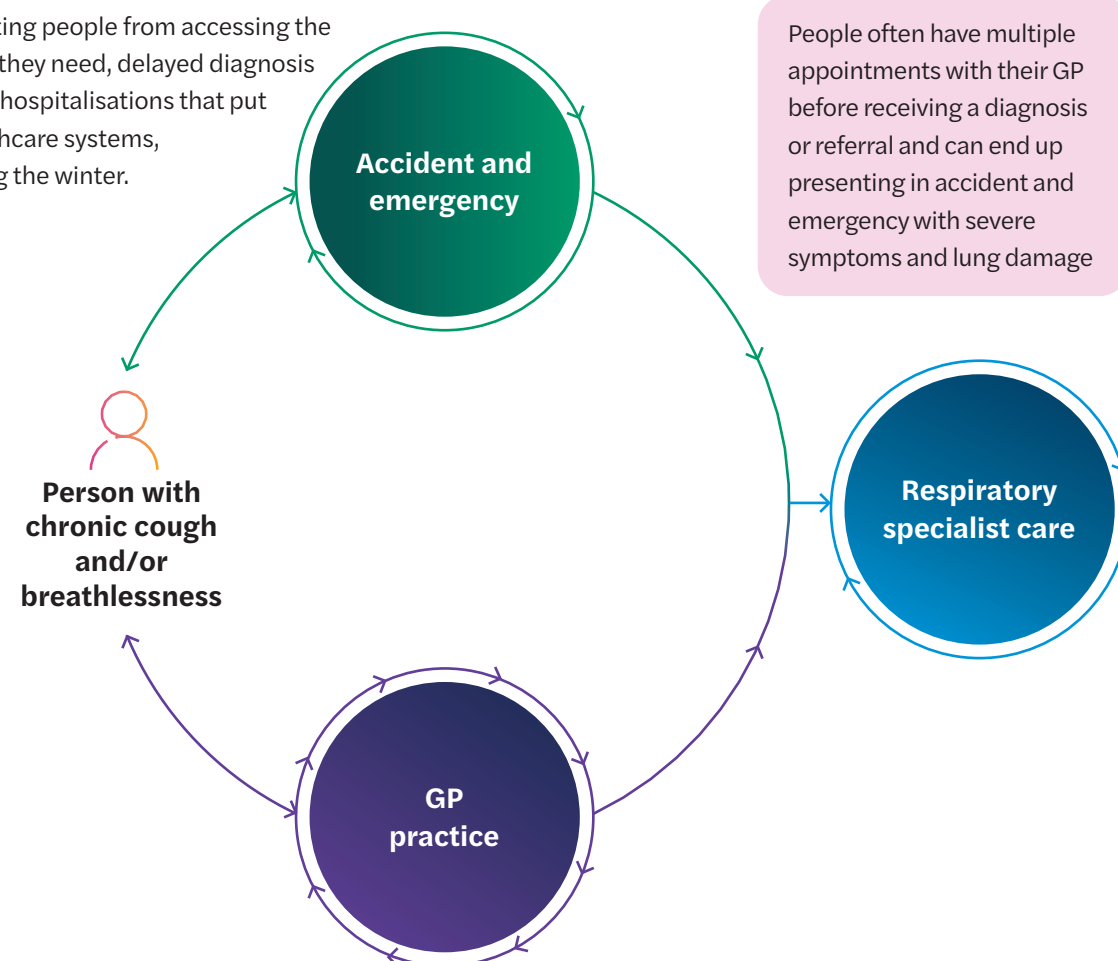 ting people from accessing the
they need, delayed diagnosis
hospitalisations that put
hcare systems,
g the winter.
People often have multiple
appointments with their GP
before receiving a diagnosis
or referral and can end up
presenting in accident and
emergency with severe
symptoms and lung damage
Accident and
emergency
Person with
chronic cough
and/or
breathlessness
Respiratory
specialist care
GP
practice